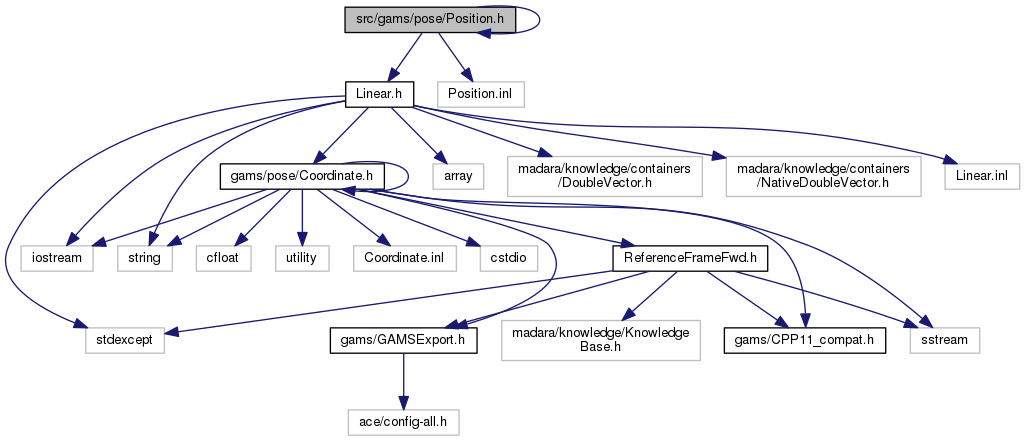 src/gams/pose/Position.h
Linear.h
Position.inl
gams/pose/Coordinate.h
array
madara/knowledge/containers
/DoubleVector.h
madara/knowledge/containers
/NativeDoubleVector.h
Linear.inl
iostream
string
cfloat
utility
Coordinate.inl
cstdio
ReferenceFrameFwd.h
stdexcept
gams/GAMSExport.h
madara/knowledge/Knowledge
Base.h
gams/CPP11_compat.h
sstream
ace/config-all.h